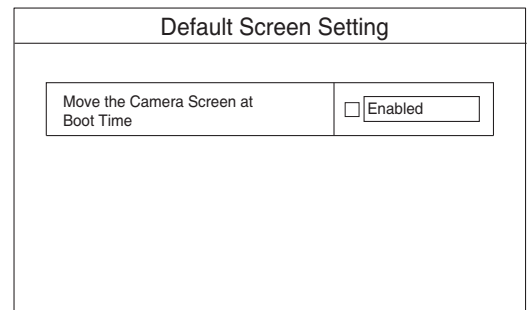 Default Screen Setting
Move the Camera Screen at
Boot Time
Enabled